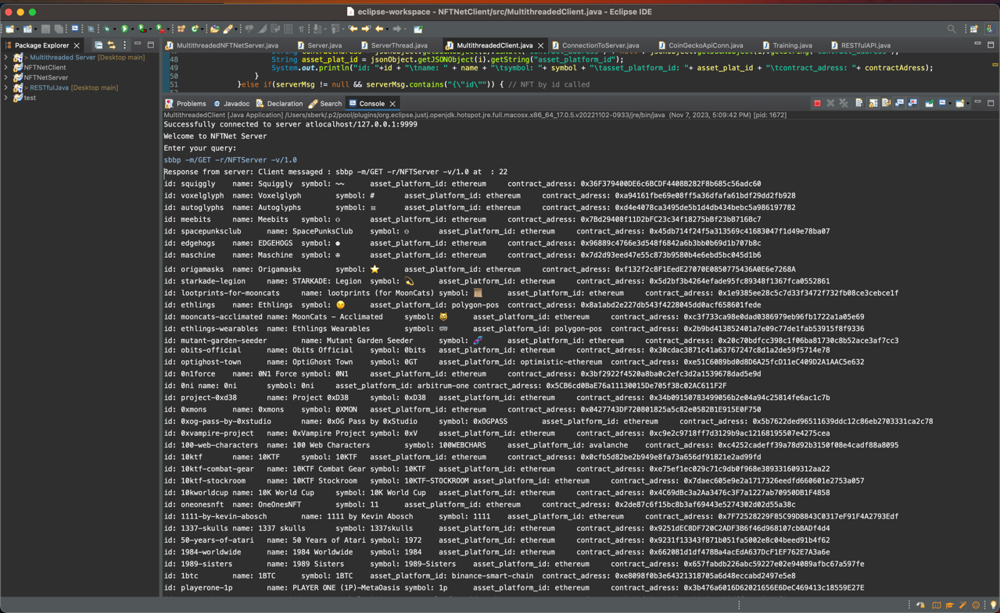 eclipse-workspace - NFTNetClient/src/MultithreadedClient.java - Eclipse IDE
Package Explorer
> Multithreaded Server [Desktop main]
NFTNetClient
NFTNetServer
> RESTfulJava [Desktop main]
test
MultithreadedNFTNetServer.java Server.java ServerThread.java MultithreadedClient.java ConnectionToServer.java CoinGeckoApiConn.java Training.java RESTfulAPI.java
48 String asset_plat_id = jsonObject.getJSONObject(i).getString("asset_platform_id");
49 System.out.println("id: "+id + "\tname: " + name + "\tsymbol: "+ symbol + "\tasset_platform_id: "+ asset_plat_id + "\tcontract_adress: "+ contractAdress);
50 }
51 }else if(serverMsg != null && serverMsg.contains("{\"id\"")) { // NFT by id called
Problems Javadoc Declaration Search Console
MultithreadedClient [Java Application] /Users/sberk/.p2/pool/plugins/org.eclipse.justj.openjdk.hotspot.jre.full.macosx.x86_64_17.0.5.v20221102-0933/jre/bin/java (Nov 7, 2023, 5:09:42 PM) [pid: 1672]
Successfully connected to server atlocalhost/127.0.0.1:9999
Welcome to NFTNet Server
Enter your query:
sbbp -m/GET -r/NFTServer -v/1.0
Response from server: Client messaged : sbbp -m/GET -r/NFTServer -v/1.0 at : 22
id: squiggly name: Squiggly symbol: 〰 asset_platform_id: ethereum contract_adress: 0x36F379400DE6c6BCDF4408B282F8b685c56adc60
id: voxelglyph name: Voxelglyph symbol: # asset_platform_id: ethereum contract_adress: 0xa94161fbe69e08ff5a36dfafa61bdf29dd2fb928
id: autoglyphs name: Autoglyphs symbol: asset_platform_id: ethereum contract_adress: 0xd4e4078ca3495de5b1d4db434bebc5a986197782
id: meebits name: Meebits symbol: ⚇ asset_platform_id: ethereum contract_adress: 0x7Bd29408f11D2bFC23c34f18275bBf23bB716Bc7
id: spacepunksclub name: SpacePunksClub symbol: ⚇ asset_platform_id: ethereum contract_adress: 0x45db714f24f5a313569c41683047f1d49e78ba07
id: edgehogs name: EDGEHOGS symbol: ● asset_platform_id: ethereum contract_adress: 0x96889c4766e3d548f6842a6b3bb0b69d1b707b8c
id: maschine name: Maschine symbol: asset_platform_id: ethereum contract_adress: 0x7d2d93eed47e55c873b9580b4e6ebd5bc045d1b6
id: origamasks name: Origamasks symbol: ⭐ asset_platform_id: ethereum contract_adress: 0xf132f2c8F1EedE27070E0850775436A0E6e7268A
id: starkade-legion name: STARKADE: Legion symbol: 💫 asset_platform_id: ethereum contract_adress: 0x5d2bf3b4264efade95fc89348f1367fca0552861
id: lootprints-for-mooncats name: lootprints (for MoonCats) symbol: asset_platform_id: ethereum contract_adress: 0x1e9385ee28c5c7d33f3472f732fb08ce3cebce1f
id: ethlings name: Ethlings symbol: 😏 asset_platform_id: polygon-pos contract_adress: 0x8a1abd2e227db543f4228045dd0acf658601fede
id: mooncats-acclimated name: MoonCats – Acclimated symbol: 😸 asset_platform_id: ethereum contract_adress: 0xc3f733ca98e0dad0386979eb96fb1722a1a05e69
id: ethlings-wearables name: Ethlings Wearables symbol: 🥽 asset_platform_id: polygon-pos contract_adress: 0x2b9bd413852401a7e09c77de1fab53915f8f9336
id: mutant-garden-seeder name: Mutant Garden Seeder symbol: 🧬 asset_platform_id: ethereum contract_adress: 0x20c70bdfcc398c1f06ba81730c8b52ace3af7cc3
id: obits-official name: Obits Official symbol: 0bits asset_platform_id: ethereum contract_adress: 0x30cdac3871c41a63767247c8d1a2de59f5714e78
id: optighost-town name: OptiGhost Town symbol: 0GT asset_platform_id: optimistic-ethereum contract_adress: 0xe51C6089bd0d8D6A25fcD11eC409D2A1AAC5e632
id: 0n1force name: 0N1 Force symbol: 0N1 asset_platform_id: ethereum contract_adress: 0x3bf2922f4520a8ba0c2efc3d2a1539678dad5e9d
id: 0ni name: 0ni symbol: 0ni asset_platform_id: arbitrum-one contract_adress: 0x5CB6cd0BaE76a11130015De705f38c02AC611F2F
id: project-0xd38 name: Project 0xD38 symbol: 0xD38 asset_platform_id: ethereum contract_adress: 0x34b09150783499056b2e04a94c25814fe6ac1c7b
id: 0xmons name: 0xmons symbol: 0XMON asset_platform_id: ethereum contract_adress: 0x0427743DF720801825a5c82e0582B1E915E0F750
id: 0xog-pass-by-0xstudio name: 0xOG Pass by 0xStudio symbol: 0xOGPASS asset_platform_id: ethereum contract_adress: 0x5b7622ded96511639ddc12c86eb2703331ca2c78
id: 0xvampire-project name: 0xVampire Project symbol: 0xV asset_platform_id: ethereum contract_adress: 0xc9e2c9718ff7d3129b9ac12168195507e4275cea
id: 100-web-characters name: 100 Web Characters symbol: 100WEBCHARS asset_platform_id: avalanche contract_adress: 0xc4252cadeff39a78d92b3150f08e4cadf88a8095
id: 10ktf name: 10KTF symbol: 10KTF asset_platform_id: ethereum contract_adress: 0x0cfb5d82be2b949e8fa73a656df91821e2ad99fd
id: 10ktf-combat-gear name: 10KTF Combat Gear symbol: 10KTF asset_platform_id: ethereum contract_adress: 0xe75ef1ec029c71c9db0f968e389331609312aa22
id: 10ktf-stockroom name: 10KTF Stockroom symbol: 10KTF-STOCKROOM asset_platform_id: ethereum contract_adress: 0x7daec605e9e2a1717326eedfd660601e2753a057
id: 10kworldcup name: 10K World Cup symbol: 10K World Cup asset_platform_id: ethereum contract_adress: 0x4C69dBc3a2Aa3476c3F7a1227ab70950DB1F4858
id: oneonesnft name: OneOnesNFT symbol: 11 asset_platform_id: ethereum contract_adress: 0x2de87c6f15bc8b3af69443e5274302d02d55a38c
id: 1111-by-kevin-abosch name: 1111 by Kevin Abosch symbol: 1111 asset_platform_id: ethereum contract_adress: 0x7F72528229F85C99D8843C0317eF91F4A2793Edf
id: 1337-skulls name: 1337 skulls symbol: 1337skulls asset_platform_id: ethereum contract_adress: 0x9251dEC8DF720C2ADF3B6f46d968107cbBADf4d4
id: 50-years-of-atari name: 50 Years of Atari symbol: 1972 asset_platform_id: ethereum contract_adress: 0x9231f13343f871b051fa5002e8c04beed91b4f62
id: 1984-worldwide name: 1984 Worldwide symbol: 1984 asset_platform_id: ethereum contract_adress: 0x662081d1df478Ba4acEdA637DcF1EF762E7A3a6e
id: 1989-sisters name: 1989 Sisters symbol: 1989-Sisters asset_platform_id: ethereum contract_adress: 0x657fabdb226abc59227e02e94089afbc67a597fe
id: 1btc name: 1BTC symbol: 1BTC asset_platform_id: binance-smart-chain contract_adress: 0xe8098f0b3e64321318705a6d48eccabd2497e5e8
id: playerone-1p name: PLAYER ONE (1P)-MetaOasis symbol: 1p asset_platform_id: ethereum contract_adress: 0x3b476a6016D62021656E6DeC469413c18559E27E